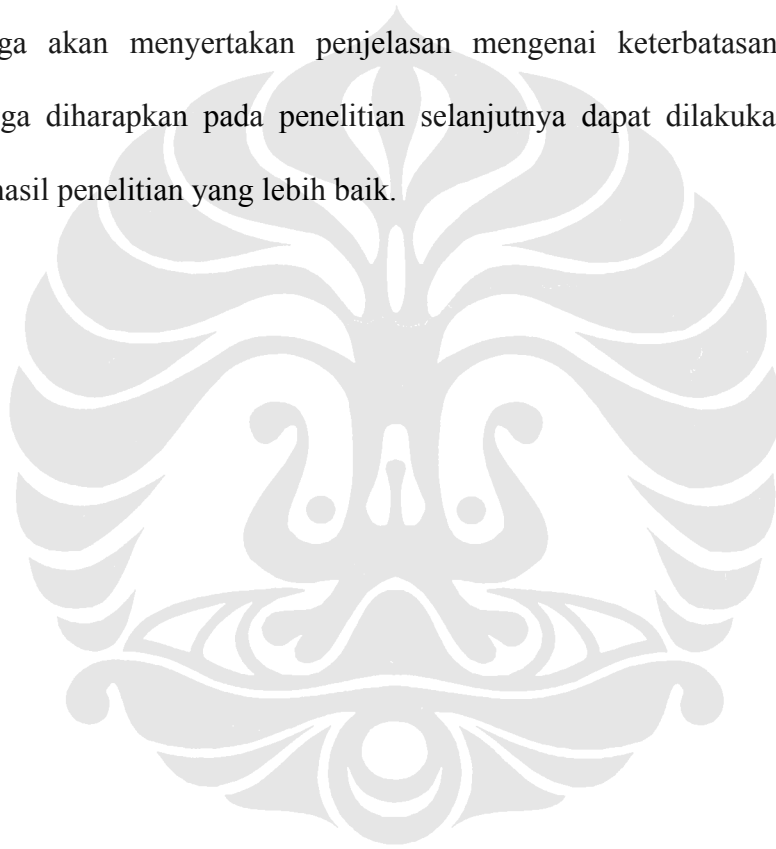 ga akan menyertakan penjelasan mengenai keterbatasan
ga diharapkan pada penelitian selanjutnya dapat dilakuka
hasil penelitian yang lebih baik.